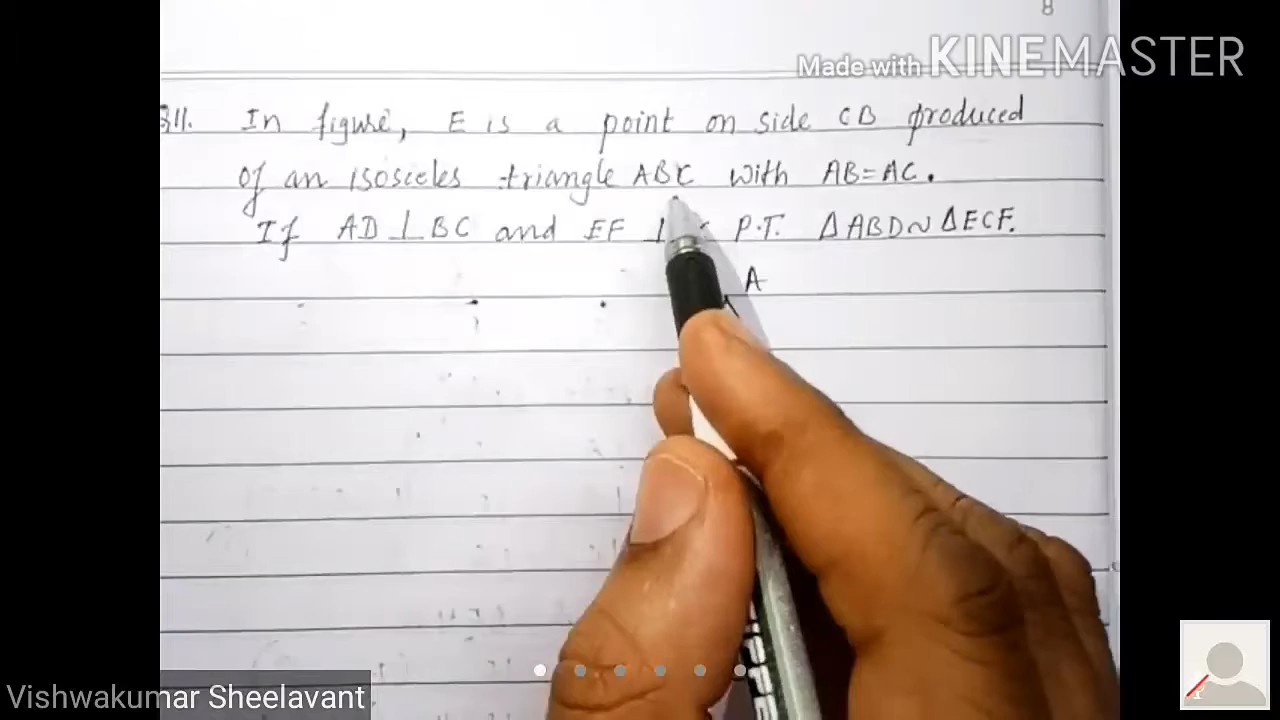 8
Made with KINEMASTER
In figure, E is a point on side CB produced
of an isosceles triangle ABC with AB=AC.
If AD⊥BC and EF ⊥ P.T. ΔABD~ΔECF.
A
Vishwakumar Sheelavant